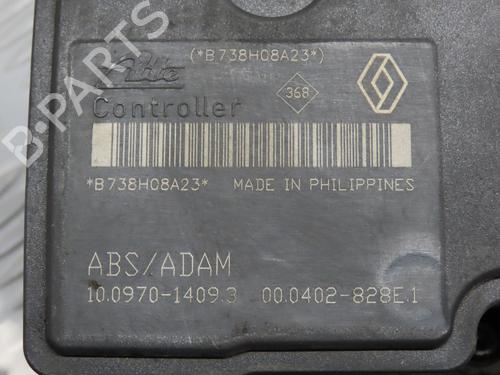 (*B738H08A23*)
Ate
Controller
368
*B738H08A23* MADE IN PHILIPPINES
ABS/ADAM
10.0970-1409.3 00.0402-828E.1
B-PARTS
B-PARTS